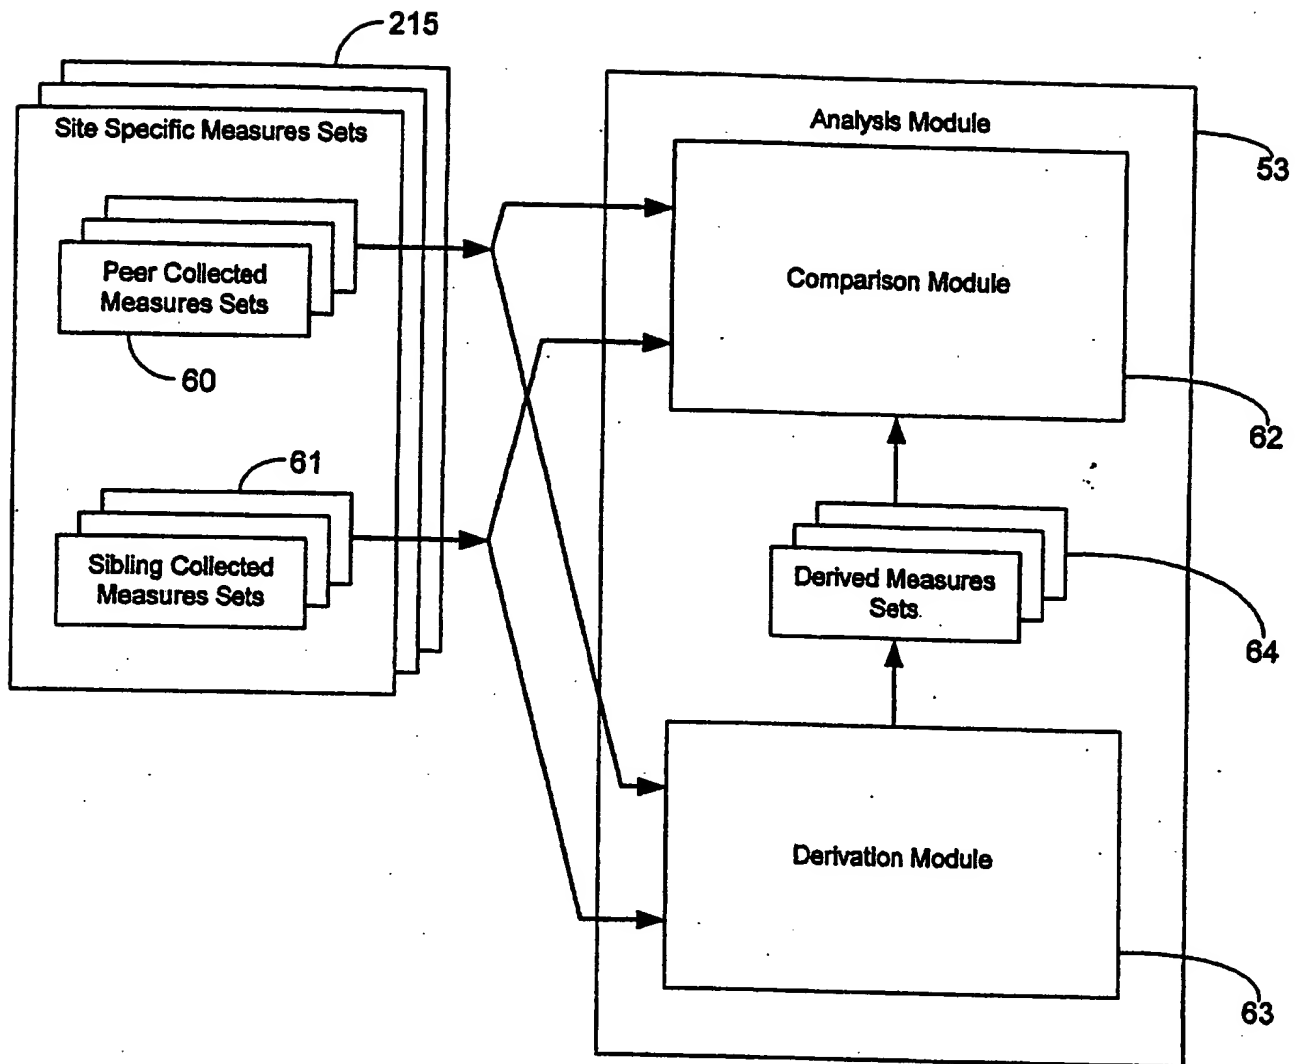 215
Site Specific Measures Sets
Peer Collected
Measures Sets
60
61
Sibling Collected
Measures Sets
Analysis Module
53
Comparison Module
62
Derived Measures
Sets
64
Derivation Module
63